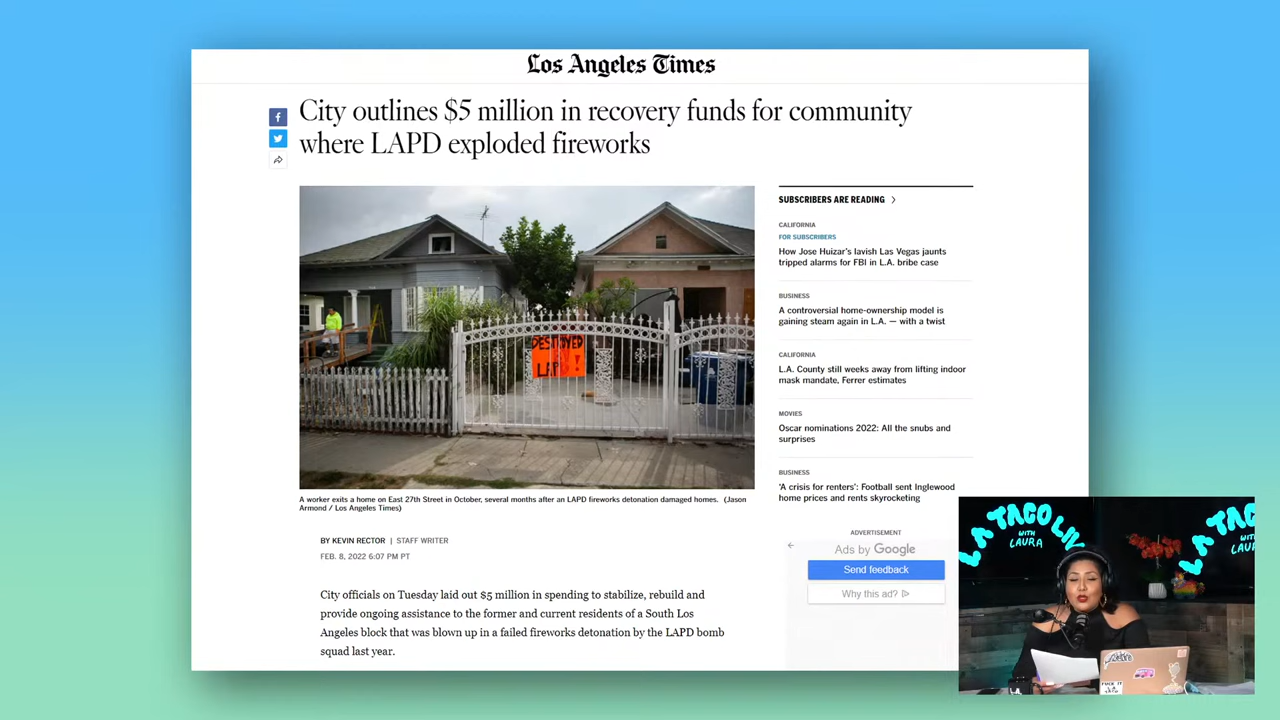 Los Angeles Times
City outlines $5 million in recovery funds for community
where LAPD exploded fireworks
DESTROYED
LAPD !
A worker exits a home on East 27th Street in October, several months after an LAPD fireworks detonation damaged homes. (Jason
Armond / Los Angeles Times)
BY KEVIN RECTOR | STAFF WRITER
FEB. 8, 2022 6:07 PM PT
City officials on Tuesday laid out $5 million in spending to stabilize, rebuild and
provide ongoing assistance to the former and current residents of a South Los
Angeles block that was blown up in a failed fireworks detonation by the LAPD bomb
squad last year.
SUBSCRIBERS ARE READING >
CALIFORNIA
FOR SUBSCRIBERS
How Jose Huizar's lavish Las Vegas jaunts
tripped alarms for FBI in L.A. bribe case
BUSINESS
A controversial home-ownership model is
gaining steam again in L.A. — with a twist
CALIFORNIA
L.A. County still weeks away from lifting indoor
mask mandate, Ferrer estimates
MOVIES
Oscar nominations 2022: All the snubs and
surprises
BUSINESS
'A crisis for renters': Football sent Inglewood
home prices and rents skyrocketing
ADVERTISEMENT
Ads by Google
Send feedback
Why this ad?
LA TACO LIV
WITH
LAURA
LA TACO
WITH
LAU